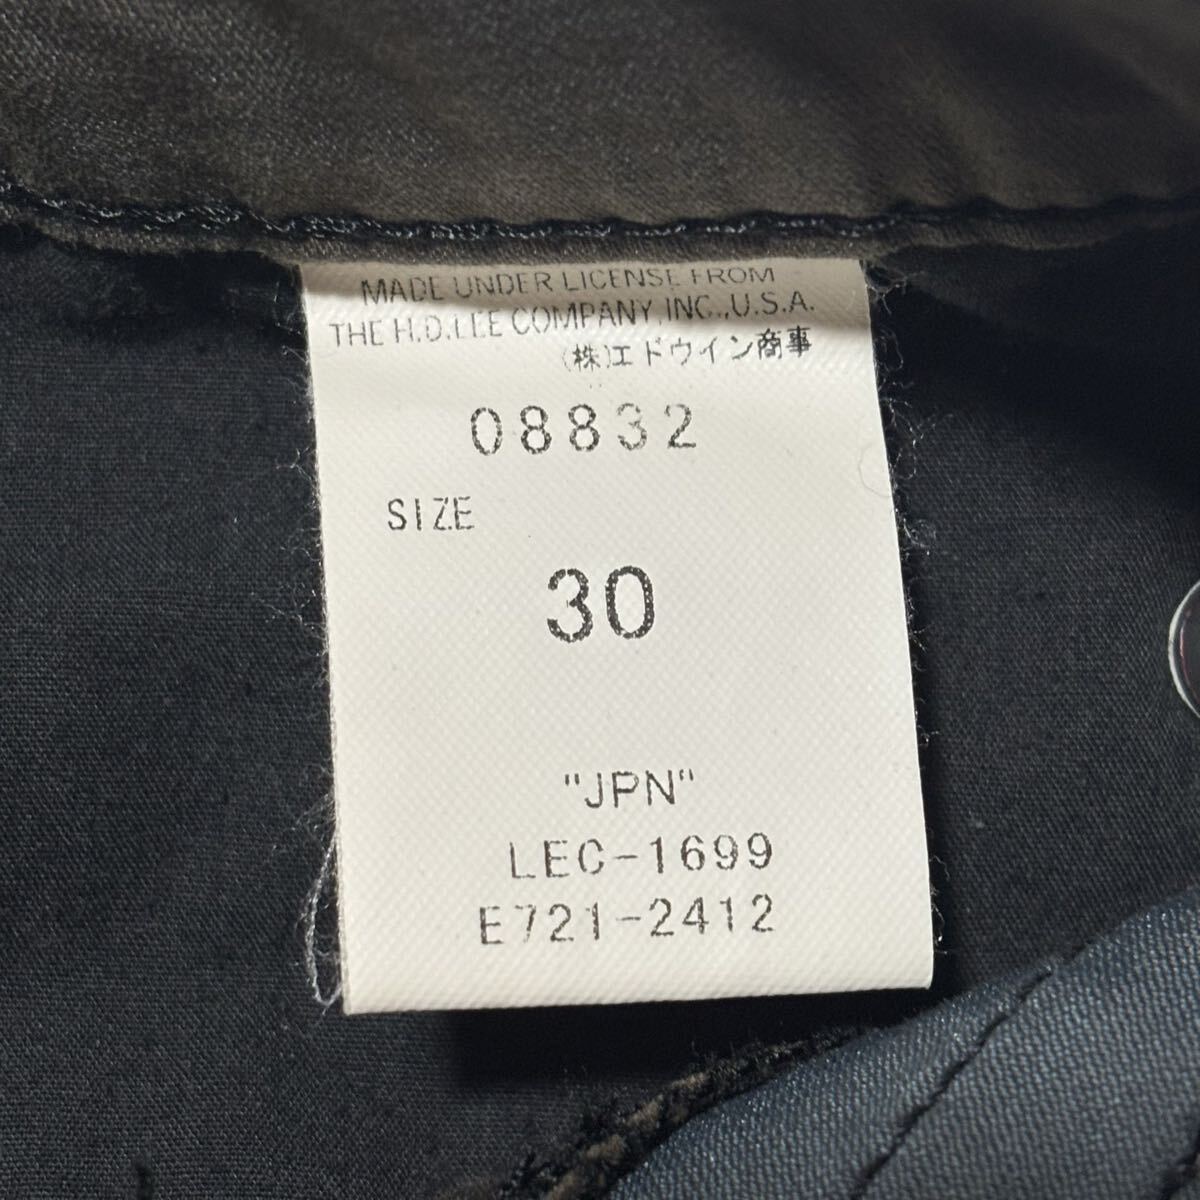 MADE UNDER LICENSE FROM
THE H.D.LEE COMPANY, INC., U.S.A.
(株)エドウイン商事
08832
SIZE
30
"JPN"
LEC-1699
E721-2412